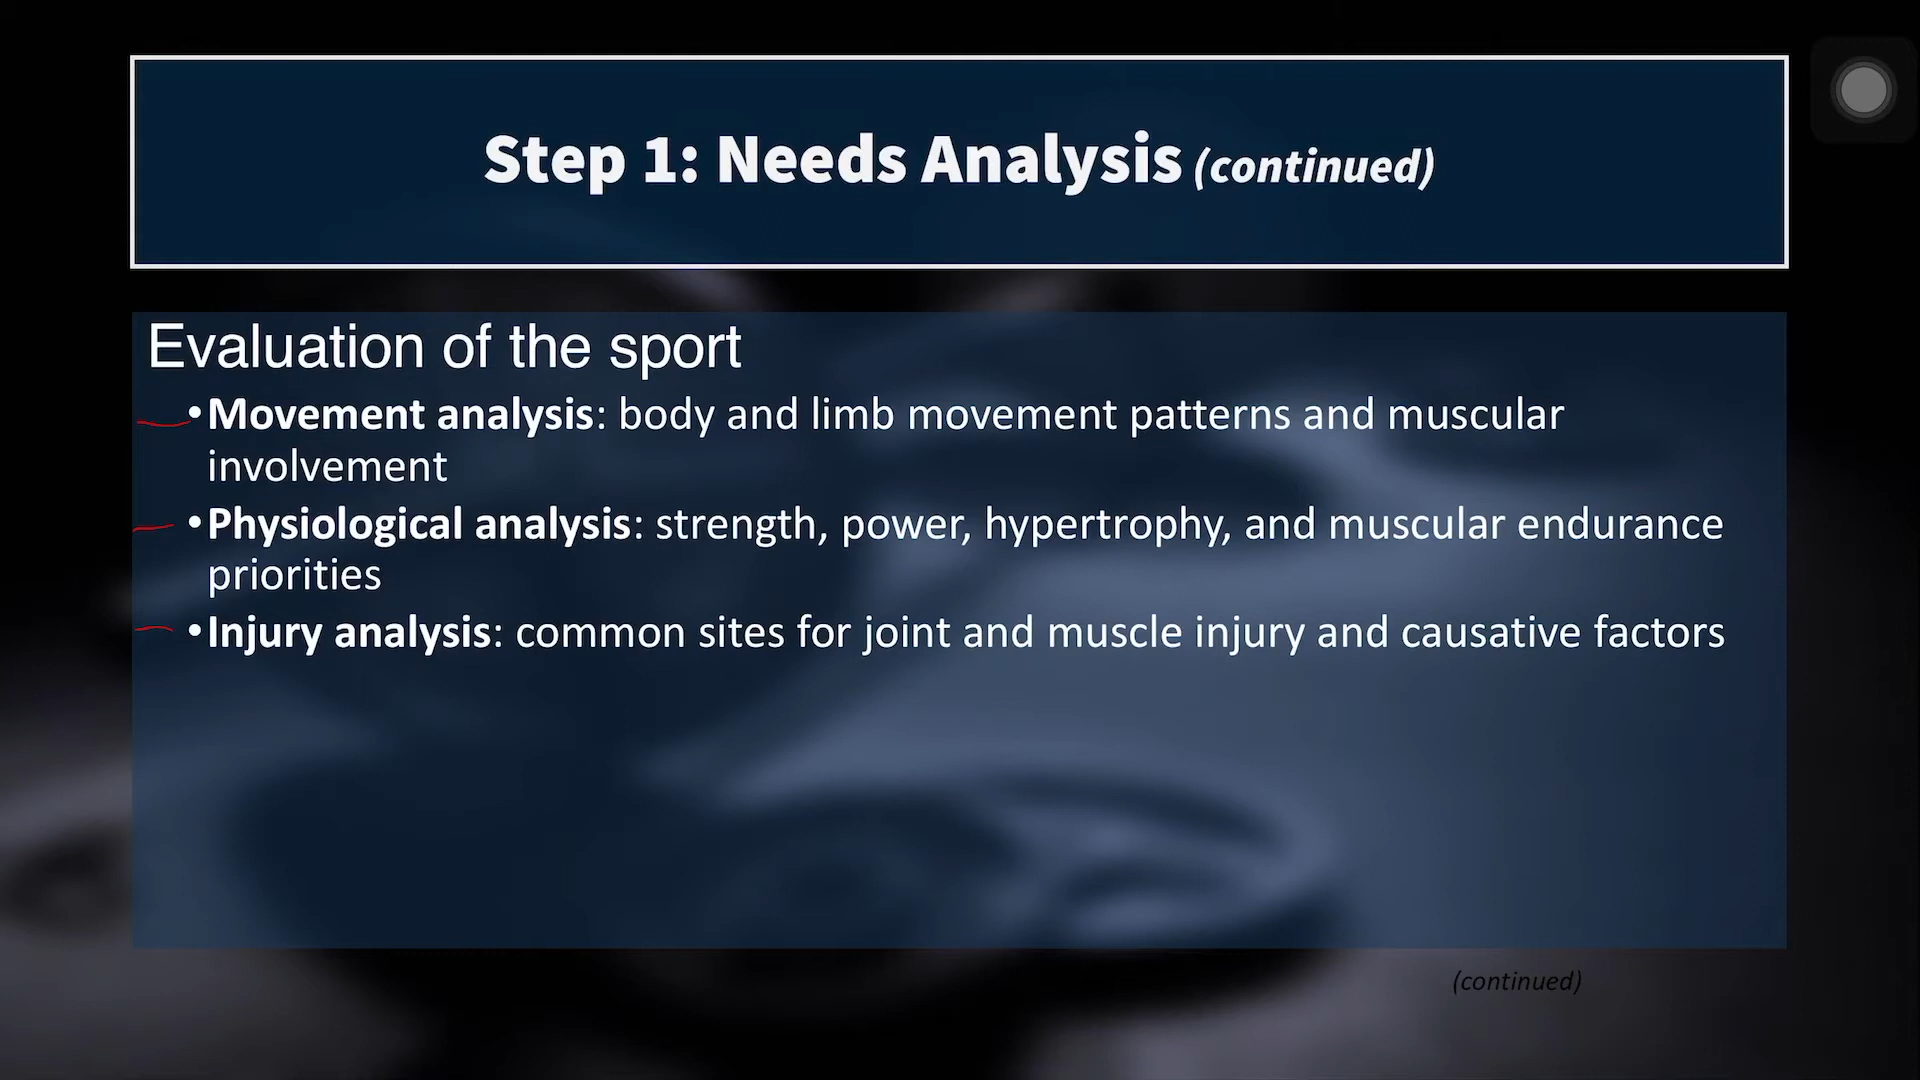 Step 1: Needs Analysis (continued)
Evaluation of the sport
•Movement analysis: body and limb movement patterns and muscular
involvement
•Physiological analysis: strength, power, hypertrophy, and muscular endurance
priorities
•Injury analysis: common sites for joint and muscle injury and causative factors
(continued)